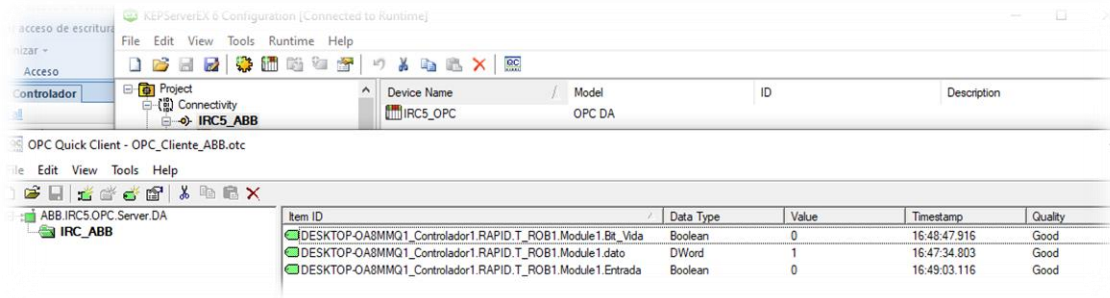 acceso de escritura
Acceso
Controlador
KEPServerEX 6 Configuration [Connected to Runtime]
File Edit View Tools Runtime Help
Project
Connectivity
IRC5_ABB
Device Name Model ID Description
IRC5_OPC OPC DA
OPC Quick Client - OPC_Cliente_ABB.otc
Edit View Tools Help
ABB.IRC5.OPC.Server.DA
IRC_ABB
Item ID Data Type Value Timestamp Quality
DESKTOP-OA8MMQ1_Controlador1.RAPID.T_ROB1.Module1.Bit_Vida Boolean 0 16:48:47.916 Good
DESKTOP-OA8MMQ1_Controlador1.RAPID.T_ROB1.Module1.dato DWord 1 16:47:34.803 Good
DESKTOP-OA8MMQ1_Controlador1.RAPID.T_ROB1.Module1.Entrada Boolean 0 16:49:03.116 Good